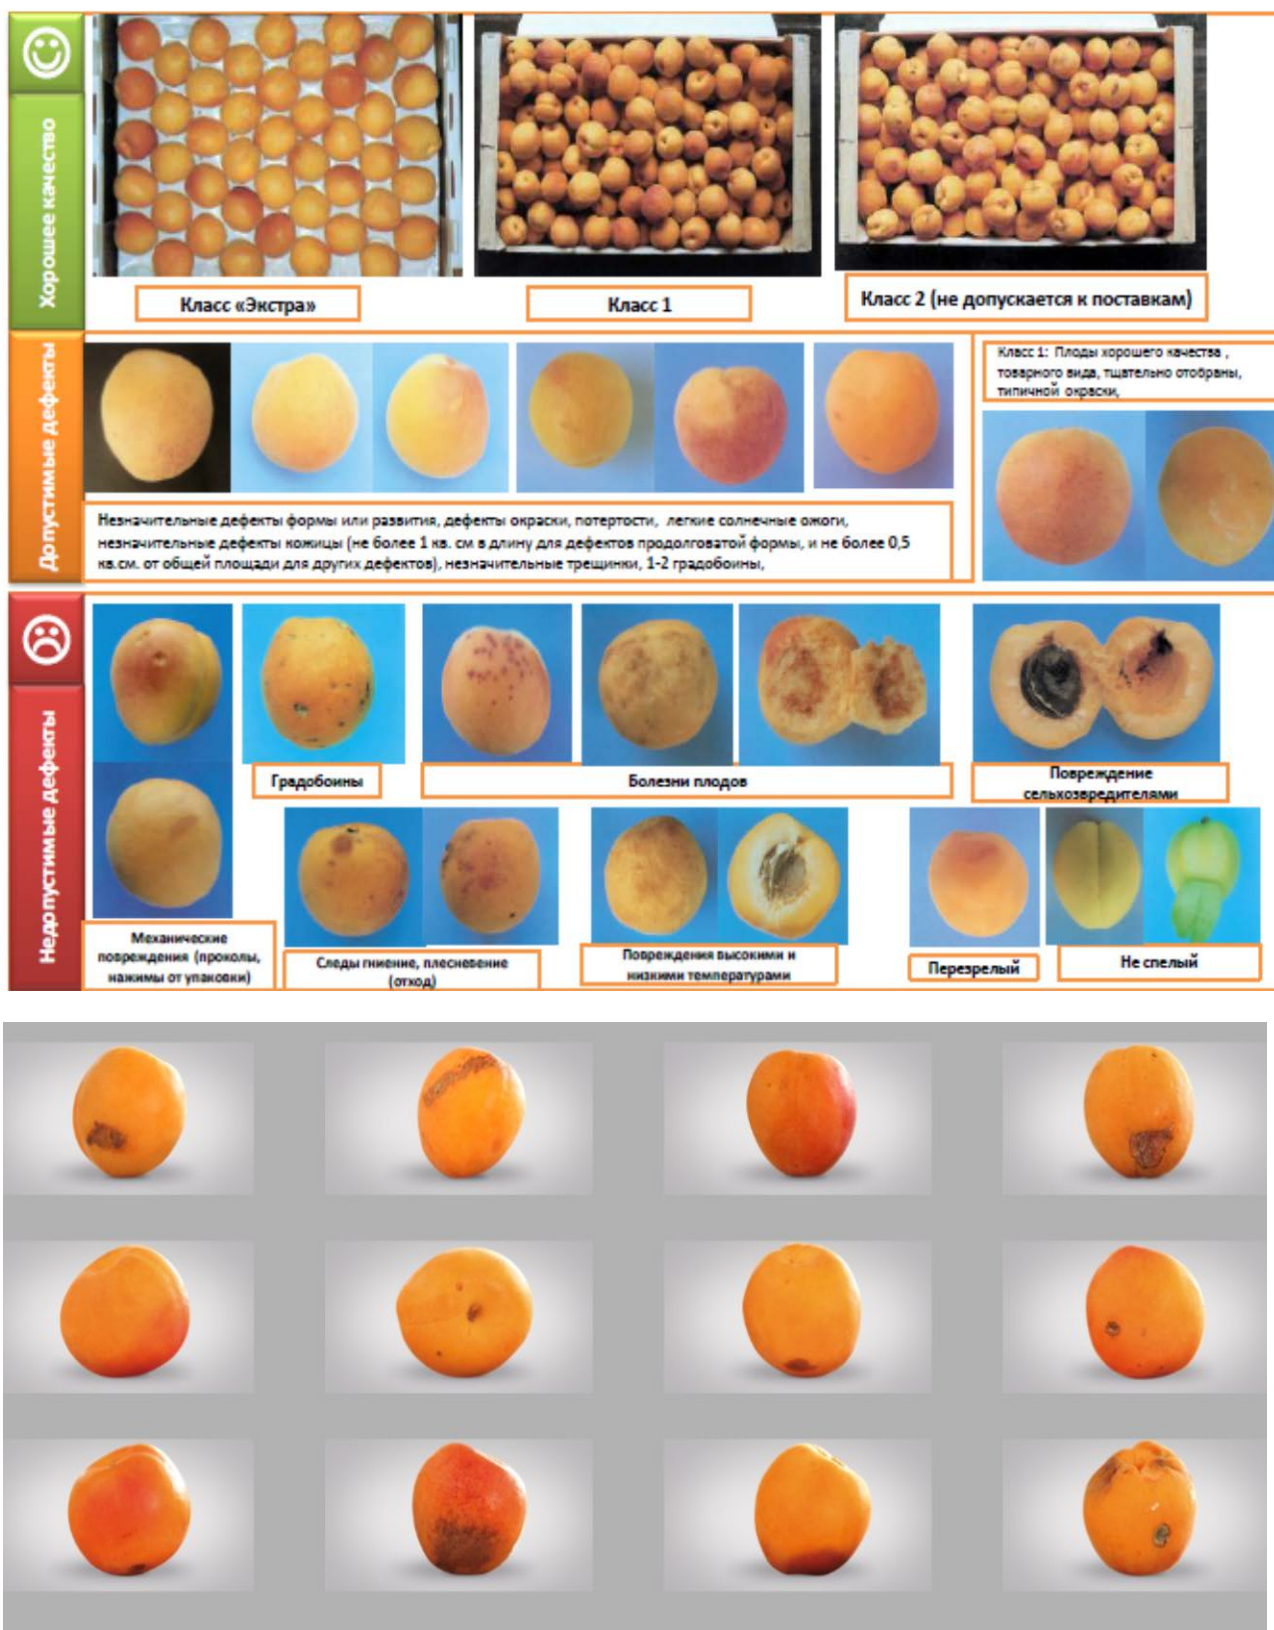 Хорошее качество
Класс «Экстра»
Класс 1
Класс 2 (не допускается к поставкам)
Допустимые дефекты
Незначительные дефекты формы или развития, дефекты окраски, потертости, легкие солнечные ожоги,
незначительные дефекты кожицы (не более 1 кв. см в длину для дефектов продолговатой формы, и не более 0,5
кв.см. от общей площади для других дефектов), незначительные трещинки, 1-2 градобоины,
Класс 1: Плоды хорошего качества ,
товарного вида, тщательно отобраны,
типичной окраски,
Недопустимые дефекты
Градобоины
Болезни плодов
Повреждение
сельхозвредителями
Механические
повреждения (проколы,
нажимы от упаковки)
Следы гниение, плесневение
(отход)
Повреждения высокими и
низкими температурами
Перезрелый
Не спелый